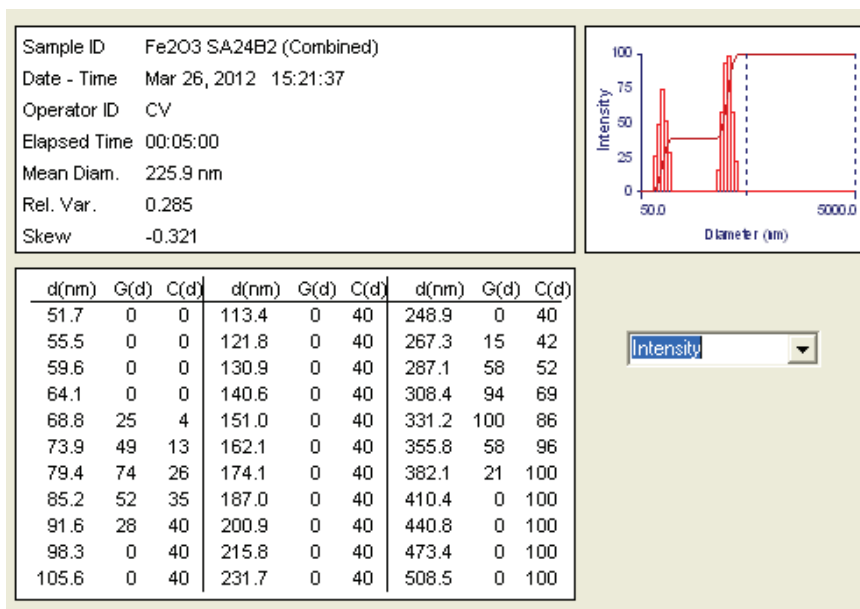 Sample ID Fe2O3 SA24B2 (Combined)
Date - Time Mar 26, 2012 15:21:37
Operator ID CV
Elapsed Time 00:05:00
Mean Diam. 225.9 nm
Rel. Var. 0.285
Skew -0.321
100
75
50
25
0
Intensity
50.0 5000.0
Diameter (nm)
d(nm) G(d) C(d) d(nm) G(d) C(d) d(nm) G(d) C(d)
51.7 0 0 113.4 0 40 248.9 0 40
55.5 0 0 121.8 0 40 267.3 15 42
59.6 0 0 130.9 0 40 287.1 58 52
64.1 0 0 140.6 0 40 308.4 94 69
68.8 25 4 151.0 0 40 331.2 100 86
73.9 49 13 162.1 0 40 355.8 58 96
79.4 74 26 174.1 0 40 382.1 21 100
85.2 52 35 187.0 0 40 410.4 0 100
91.6 28 40 200.9 0 40 440.8 0 100
98.3 0 40 215.8 0 40 473.4 0 100
105.6 0 40 231.7 0 40 508.5 0 100
Intensity